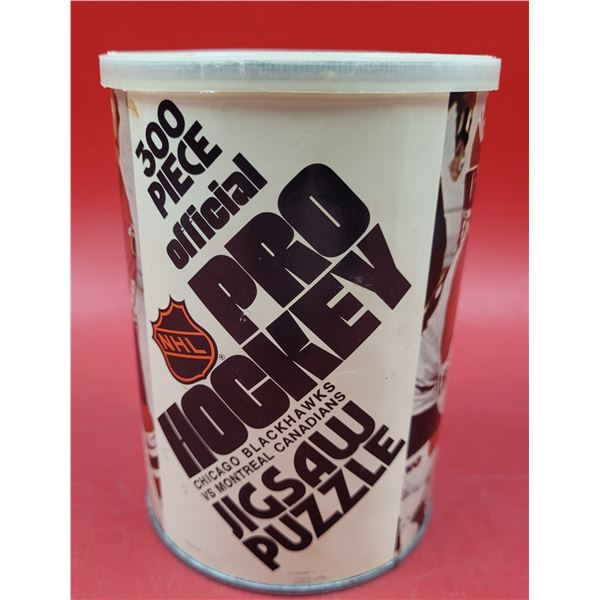 300
PIECE
official
PRO
HOCKEY
NHL
®
CHICAGO BLACKHAWKS
VS MONTREAL CANADIANS
JIGSAW
PUZZLE